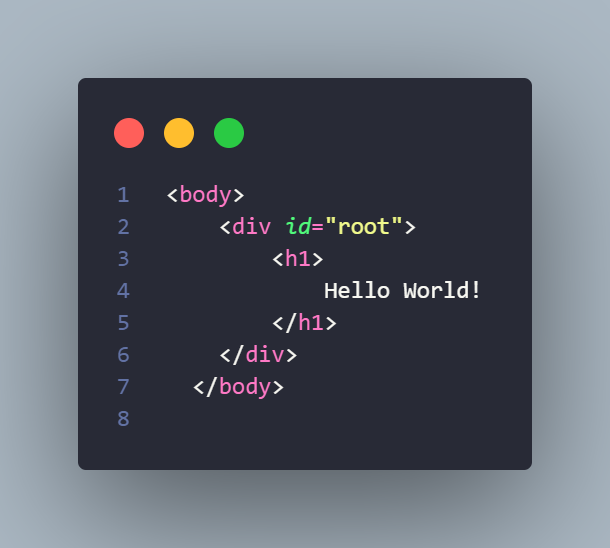 1 <body>
2     <div id="root">
3         <h1>
4             Hello World!
5         </h1>
6     </div>
7   </body>
8